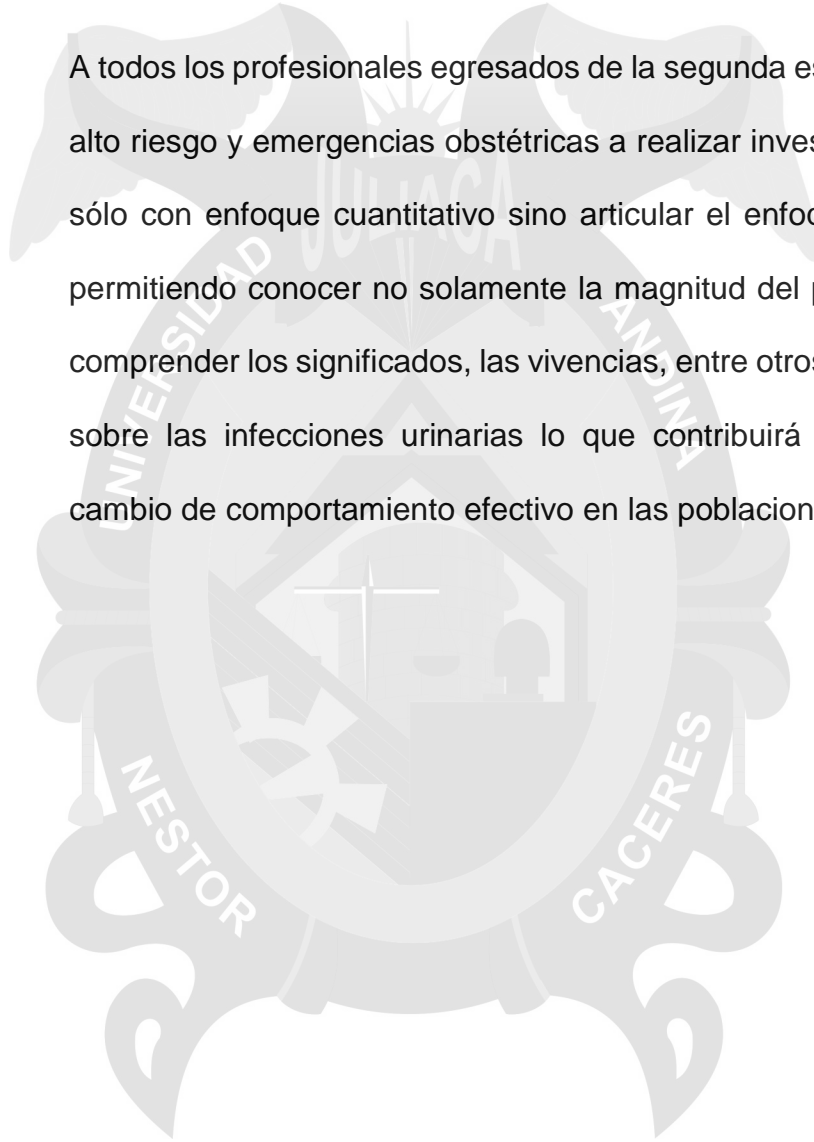 A todos los profesionales egresados de la segunda es
alto riesgo y emergencias obstétricas a realizar inves
sólo con enfoque cuantitativo sino articular el enfoc
permitiendo conocer no solamente la magnitud del p
comprender los significados, las vivencias, entre otros
sobre las infecciones urinarias lo que contribuirá
cambio de comportamiento efectivo en las poblacion
UNIVERSIDAD
ANDINA
JULIACA
NESTOR
CACERES